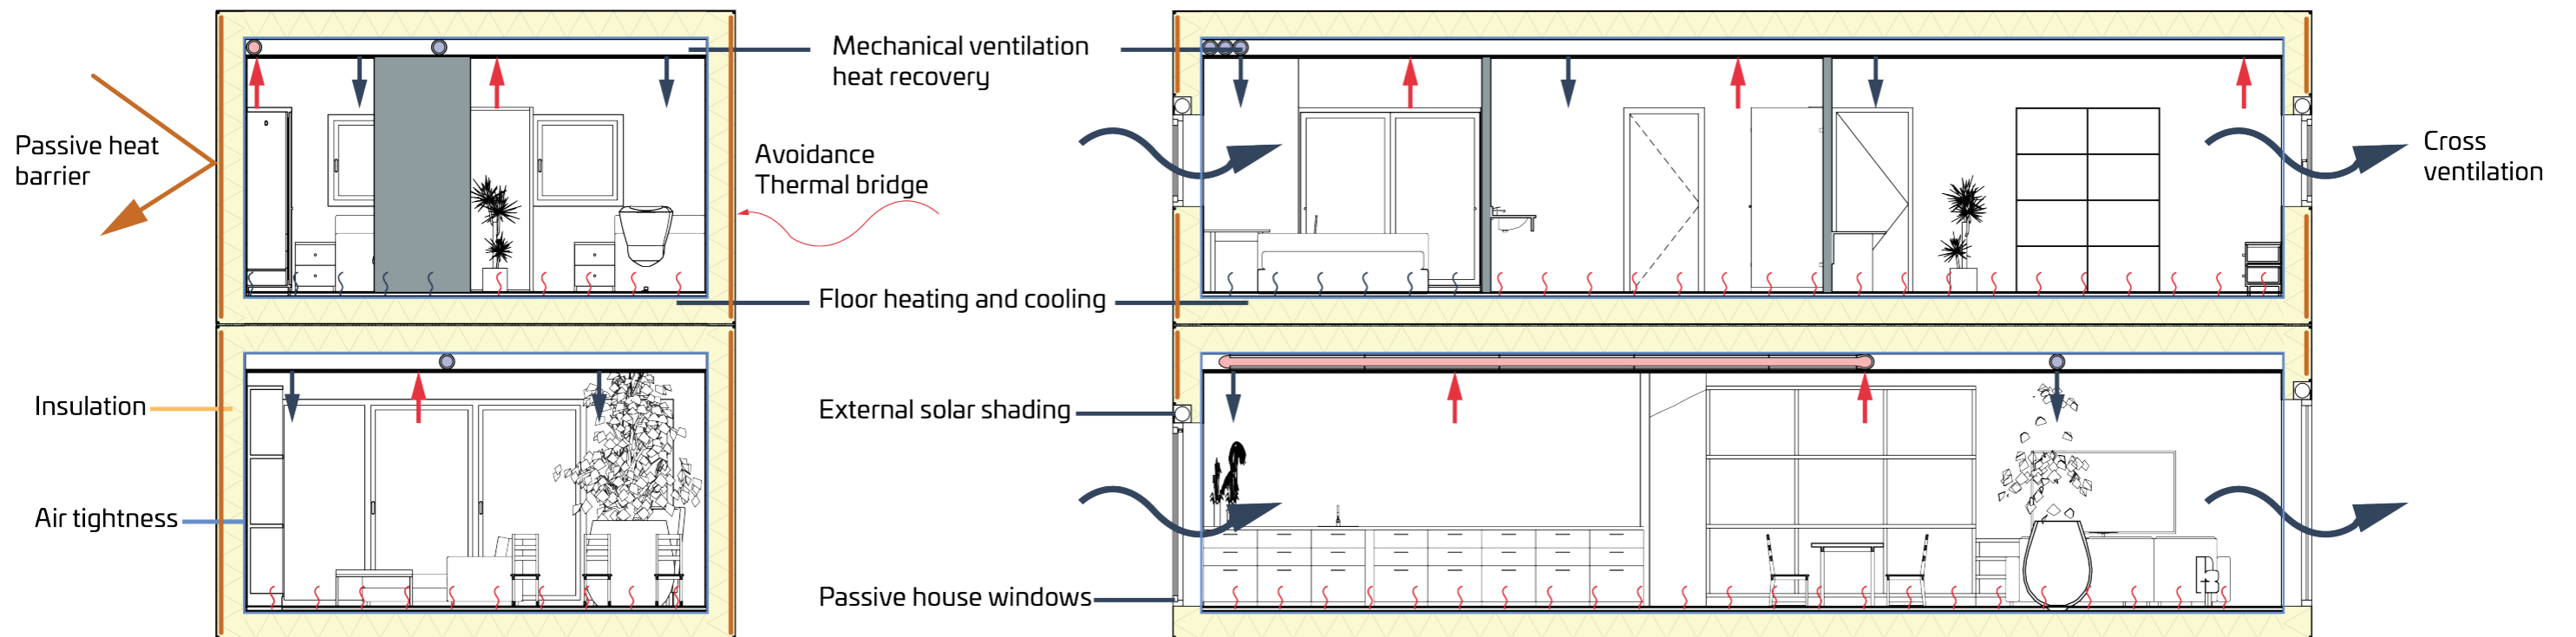 Mechanical ventilation
heat recovery
Passive heat
barrier
Avoidance
Thermal bridge
Cross
ventilation
Floor heating and cooling
Insulation
External solar shading
Air tightness
Passive house windows